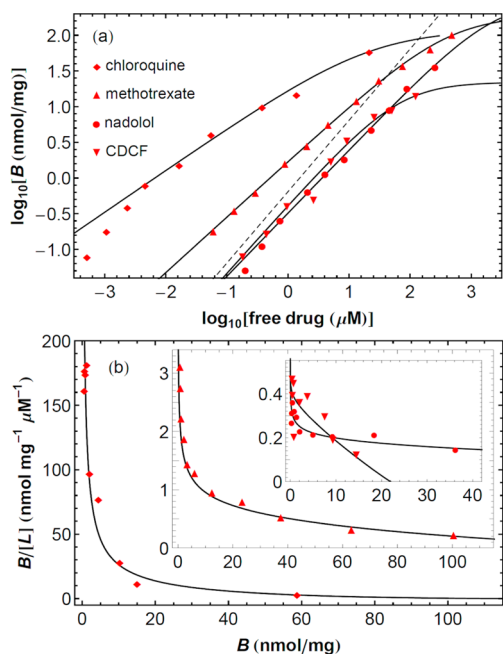 (a)
chloroquine
methotrexate
nadolol
CDCF
2.0
1.5
1.0
0.5
0.0
−0.5
−1.0
log₁₀[B (nmol/mg)]
−3 −2 −1 0 1 2 3
log₁₀[free drug (μM)]
(b)
200
150
100
50
0
B/[L] (nmol mg⁻¹ μM⁻¹)
3
2
1
0
0 20 40 60 80 100
0.4
0.2
0.0
0 10 20 30 40
0 20 40 60 80 100
B (nmol/mg)